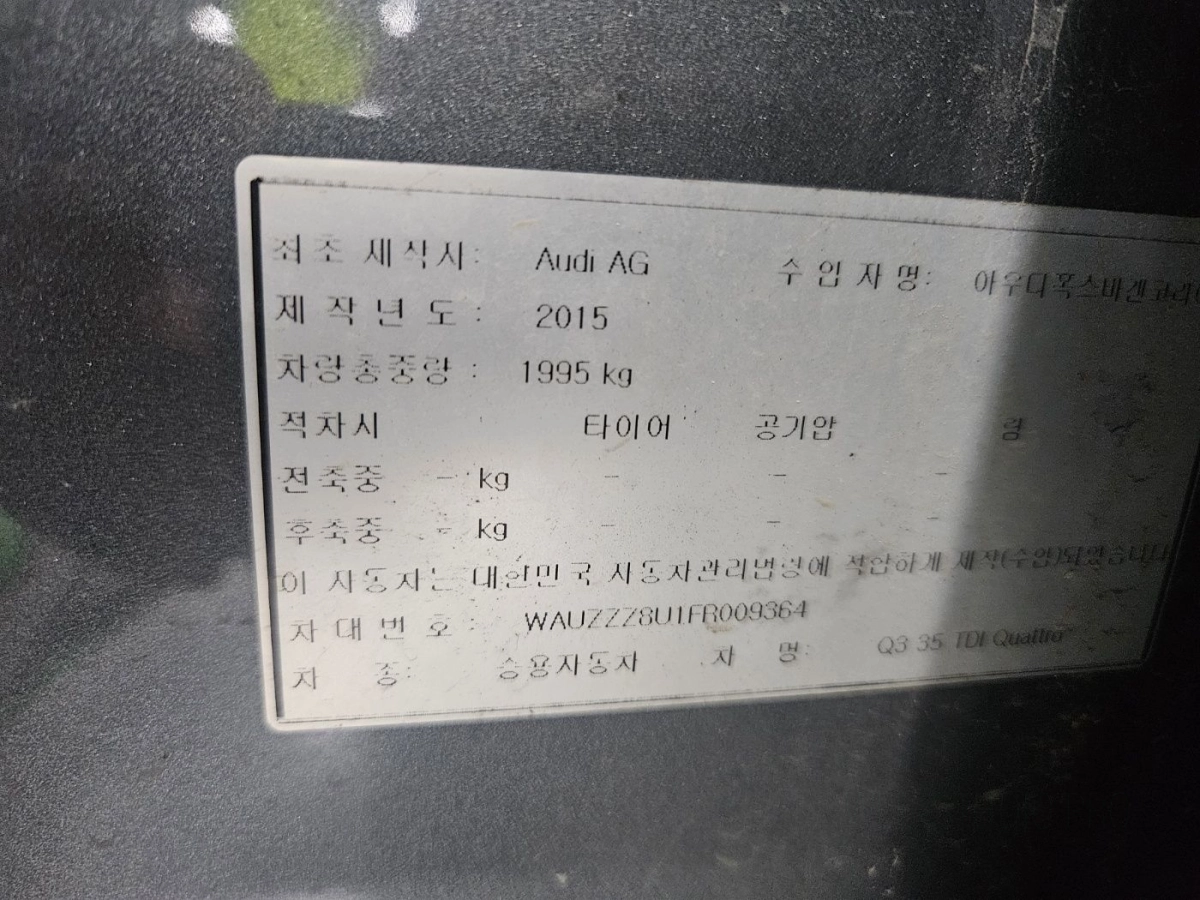 최초 제작사: Audi AG 수 입 자 명: 아우디폭스바겐코리아
제 작 년 도 : 2015
차량총중량 : 1995 kg
적차시 타이어 공기압 림
전축중 - kg - - -
후축중 - kg - - -
이 자동차는 대한민국 자동차관리법령에 적합하게 제작(수입)되었습니다
차 대 번 호 : WAUZZZ8U1FR009364
차 종: 승용자동차 차 명: Q3 35 TDI Quattro